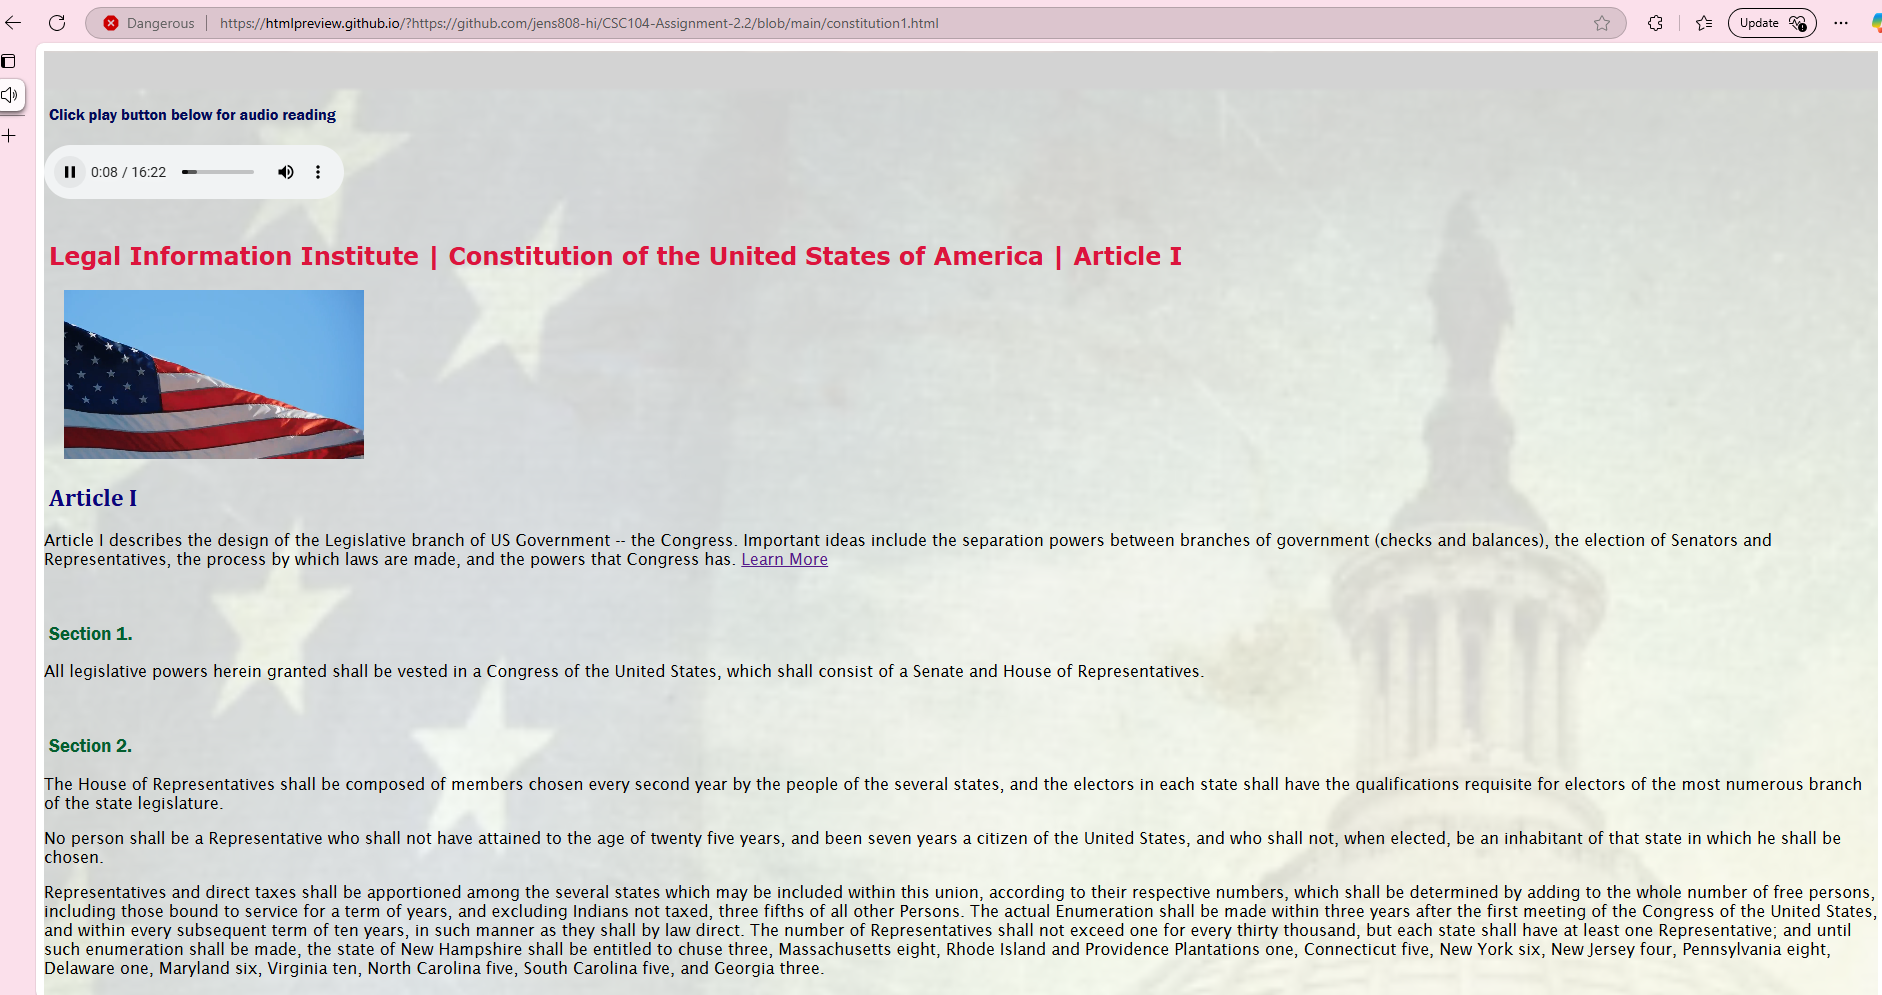 Dangerous | https://htmlpreview.github.io/?https://github.com/jens808-hi/CSC104-Assignment-2.2/blob/main/constitution1.html
Update
Click play button below for audio reading
0:08 / 16:22
Legal Information Institute | Constitution of the United States of America | Article I
Article I
Article I describes the design of the Legislative branch of US Government -- the Congress. Important ideas include the separation powers between branches of government (checks and balances), the election of Senators and
Representatives, the process by which laws are made, and the powers that Congress has. Learn More
Section 1.
All legislative powers herein granted shall be vested in a Congress of the United States, which shall consist of a Senate and House of Representatives.
Section 2.
The House of Representatives shall be composed of members chosen every second year by the people of the several states, and the electors in each state shall have the qualifications requisite for electors of the most numerous branch
of the state legislature.
No person shall be a Representative who shall not have attained to the age of twenty five years, and been seven years a citizen of the United States, and who shall not, when elected, be an inhabitant of that state in which he shall be
chosen.
Representatives and direct taxes shall be apportioned among the several states which may be included within this union, according to their respective numbers, which shall be determined by adding to the whole number of free persons,
including those bound to service for a term of years, and excluding Indians not taxed, three fifths of all other Persons. The actual Enumeration shall be made within three years after the first meeting of the Congress of the United States,
and within every subsequent term of ten years, in such manner as they shall by law direct. The number of Representatives shall not exceed one for every thirty thousand, but each state shall have at least one Representative; and until
such enumeration shall be made, the state of New Hampshire shall be entitled to chuse three, Massachusetts eight, Rhode Island and Providence Plantations one, Connecticut five, New York six, New Jersey four, Pennsylvania eight,
Delaware one, Maryland six, Virginia ten, North Carolina five, South Carolina five, and Georgia three.